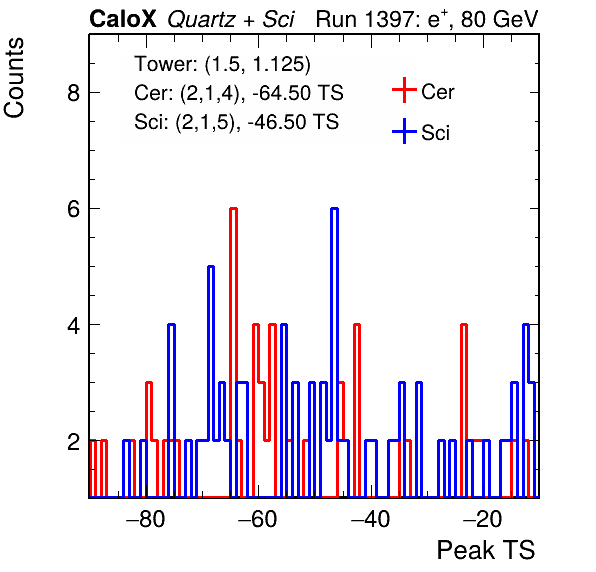 CaloX Quartz + Sci Run 1397: e⁺, 80 GeV
Counts
Tower: (1.5, 1.125)
Cer: (2,1,4), -64.50 TS
Sci: (2,1,5), -46.50 TS
Cer
Sci
8
6
4
2
−80 −60 −40 −20
Peak TS